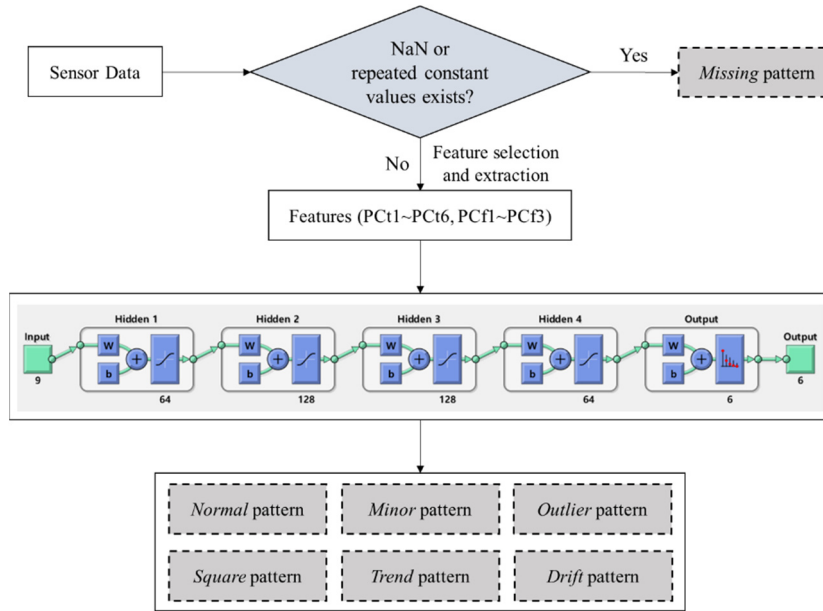 Sensor Data
NaN or
repeated constant
values exists?
Yes
Missing pattern
No
Feature selection
and extraction
Features (PCt1~PCt6, PCf1~PCf3)
Input
9
Hidden 1
W
b
+
64
Hidden 2
W
b
+
128
Hidden 3
W
b
+
128
Hidden 4
W
b
+
64
Output
W
b
+
6
Output
6
Normal pattern
Minor pattern
Outlier pattern
Square pattern
Trend pattern
Drift pattern